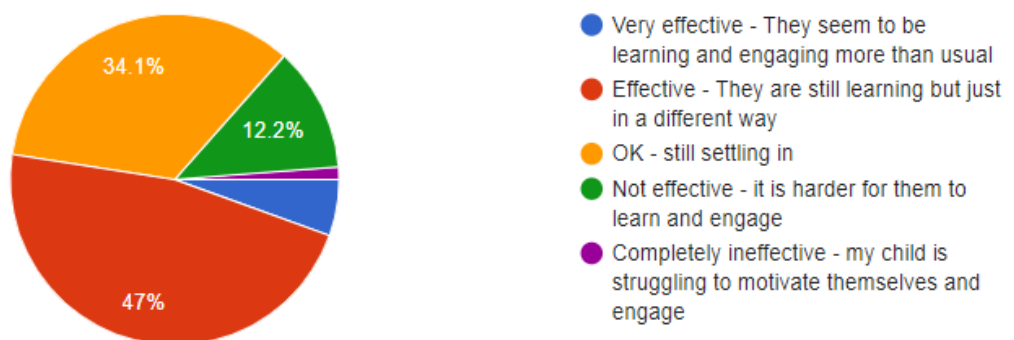 34.1%
12.2%
47%
Very effective - They seem to be
learning and engaging more than usual
Effective - They are still learning but just
in a different way
OK - still settling in
Not effective - it is harder for them to
learn and engage
Completely ineffective - my child is
struggling to motivate themselves and
engage